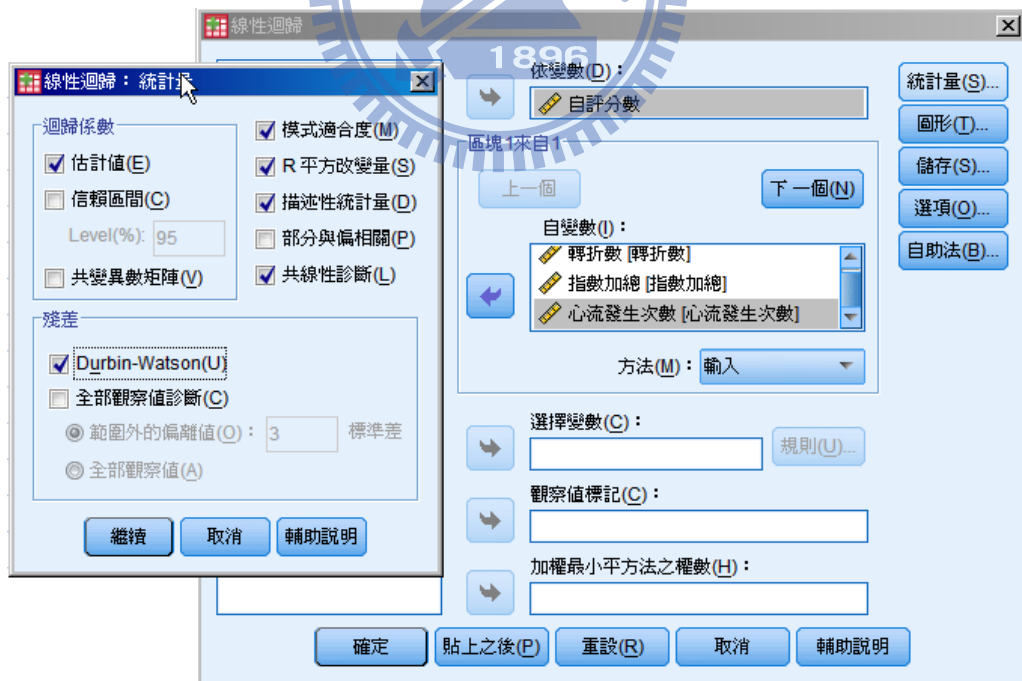 線性迴歸
1896
依變數(D)：
自評分數
區塊1來自1
上一個
下一個(N)
自變數(I)：
轉折數 [轉折數]
指數加總 [指數加總]
心流發生次數 [心流發生次數]
方法(M)：輸入
選擇變數(C)：
規則(U)...
觀察值標記(C)：
加權最小平方法之權數(H)：
統計量(S)...
圖形(T)...
儲存(S)...
選項(O)...
自助法(B)...
確定
貼上之後(P)
重設(R)
取消
輔助說明
線性迴歸：統計量
迴歸係數
估計值(E)
信賴區間(C)
Level(%): 95
共變異數矩陣(V)
模式適合度(M)
R 平方改變量(S)
描述性統計量(D)
部分與偏相關(P)
共線性診斷(L)
殘差
Durbin-Watson(U)
全部觀察值診斷(C)
範圍外的偏離值(O)： 3 標準差
全部觀察值(A)
繼續
取消
輔助說明